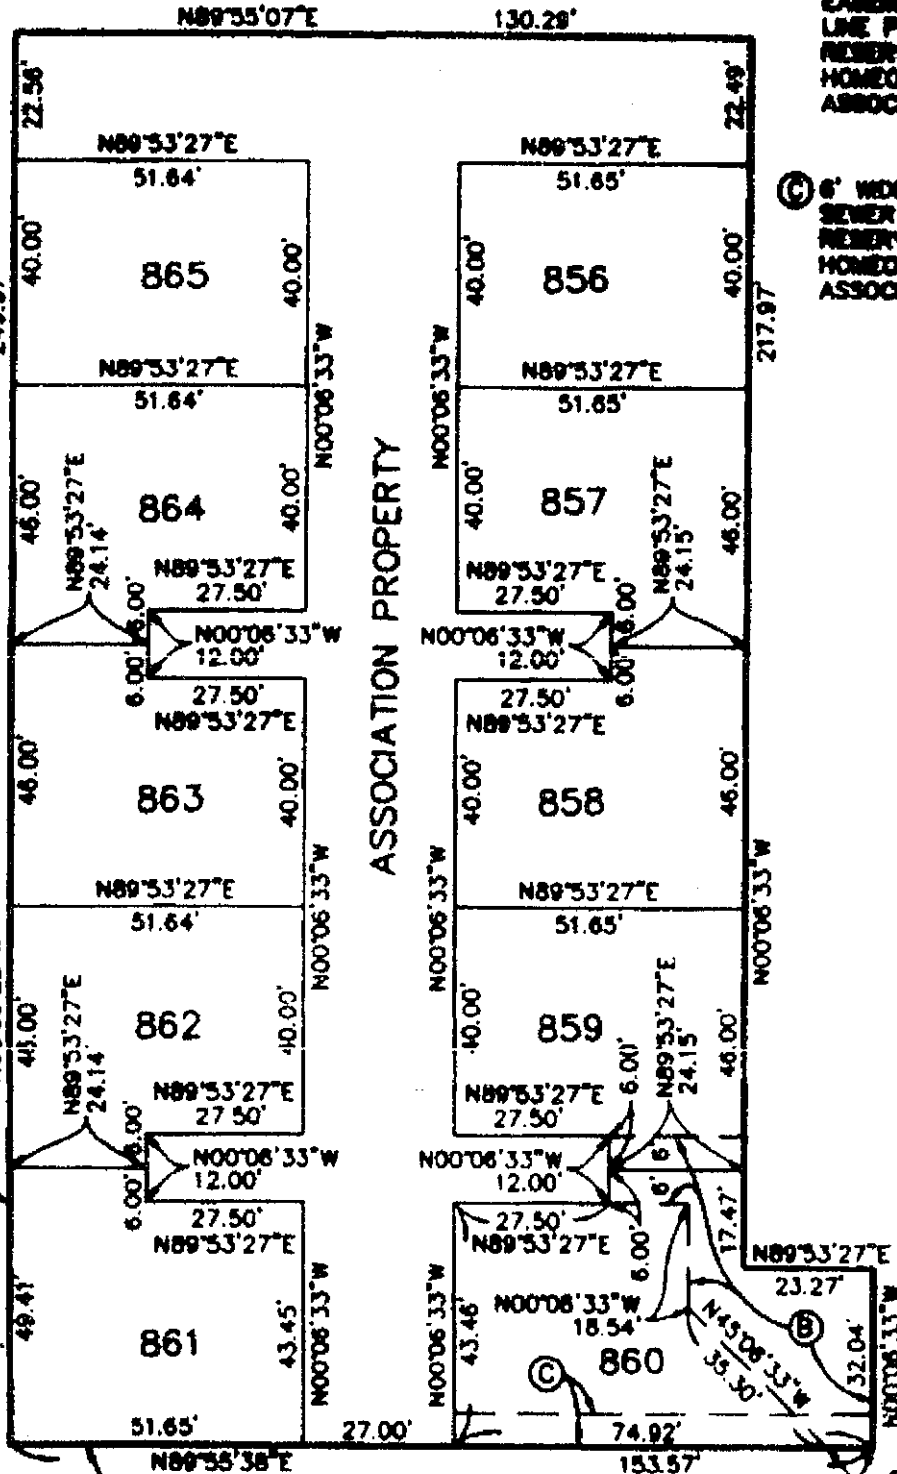 N89°55'07"E 130.29'
LINE
22.56'
22.49'
N89°53'27"E
51.64'
N89°53'27"E
51.65'
Ⓒ 6'
SEWER
40.00'
865
40.00'
40.00'
856
40.00'
217.97'
N00°06'33"W
N00°06'33"W
N89°53'27"E
51.64'
N89°53'27"E
51.65'
46.00'
N89°53'27"E
24.14'
864
40.00'
ASSOCIATION PROPERTY
40.00'
857
N89°53'27"E
24.15'
46.00'
N89°53'27"E
27.50'
N89°53'27"E
27.50'
6.00'
6.00'
N00°06'33"W
12.00'
N00°06'33"W
12.00'
6.00'
6.00'
27.50'
N89°53'27"E
27.50'
N89°53'27"E
46.00'
863
40.00'
40.00'
858
46.00'
N89°53'27"E
51.64'
N89°53'27"E
51.65'
N00°06'33"W
N00°06'33"W
N00°06'33"W
46.00'
N89°53'27"E
24.14'
862
40.00'
40.00'
859
6.00'
N89°53'27"E
24.15'
46.00'
N89°53'27"E
27.50'
N89°53'27"E
27.50'
6.00'
6.00'
N00°06'33"W
12.00'
N00°06'33"W
12.00'
6'
6'
27.50'
N89°53'27"E
27.50'
N89°53'27"E
6.00'
17.47'
N89°53'27"E
23.27'
49.41'
861
43.45'
N00°06'33"W
N00°06'33"W
43.46'
N00°06'33"W
18.54'
860
N45°06'33"W
35.30'
Ⓑ
32.04'
N00°06'33"W
Ⓒ
51.65'
27.00'
74.92'
N89°55'38"E
153.57'